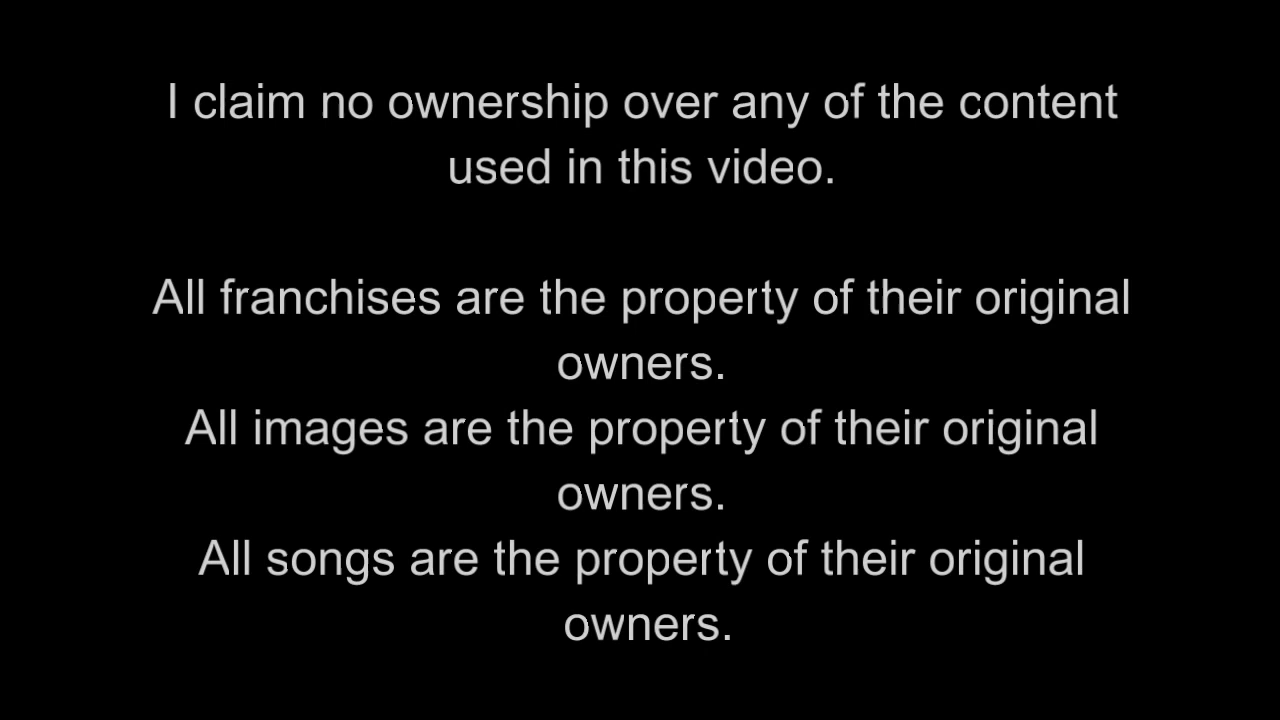 I claim no ownership over any of the content
used in this video.
All franchises are the property of their original
owners.
All images are the property of their original
owners.
All songs are the property of their original
owners.